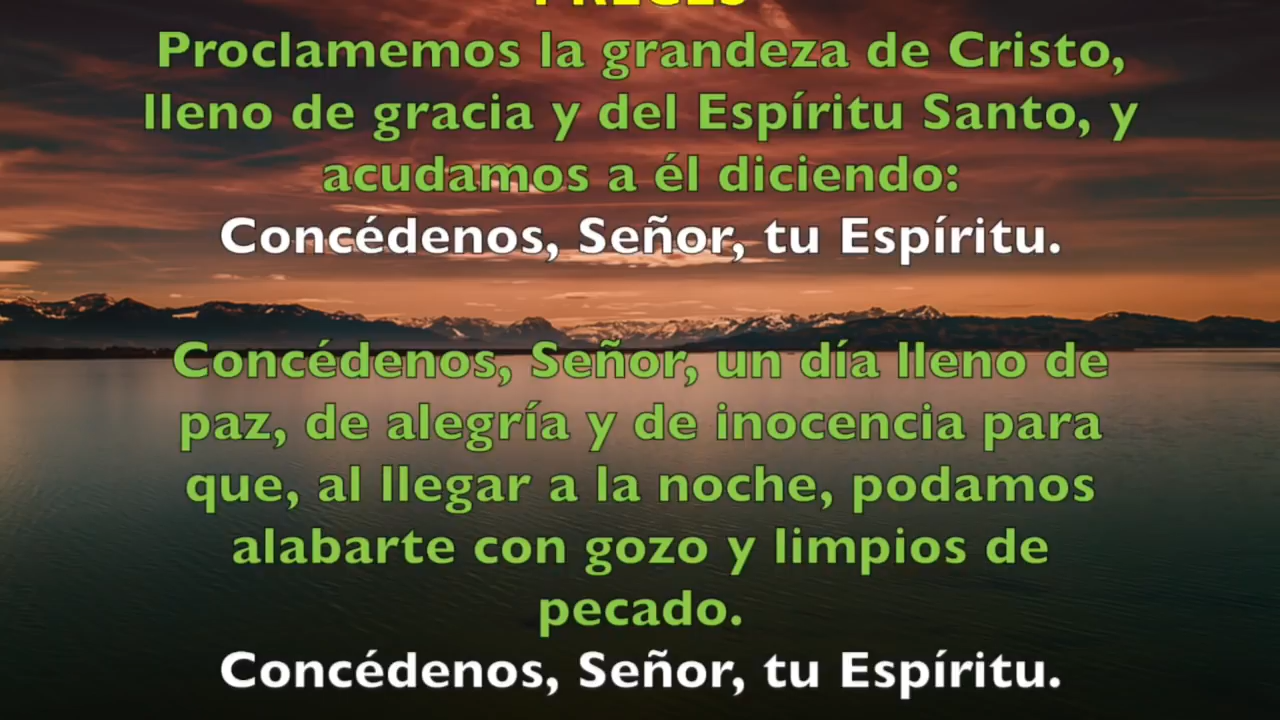 PRECES
Proclamemos la grandeza de Cristo,
lleno de gracia y del Espíritu Santo, y
acudamos a él diciendo:
Concédenos, Señor, tu Espíritu.
Concédenos, Señor, un día lleno de
paz, de alegría y de inocencia para
que, al llegar a la noche, podamos
alabarte con gozo y limpios de
pecado.
Concédenos, Señor, tu Espíritu.